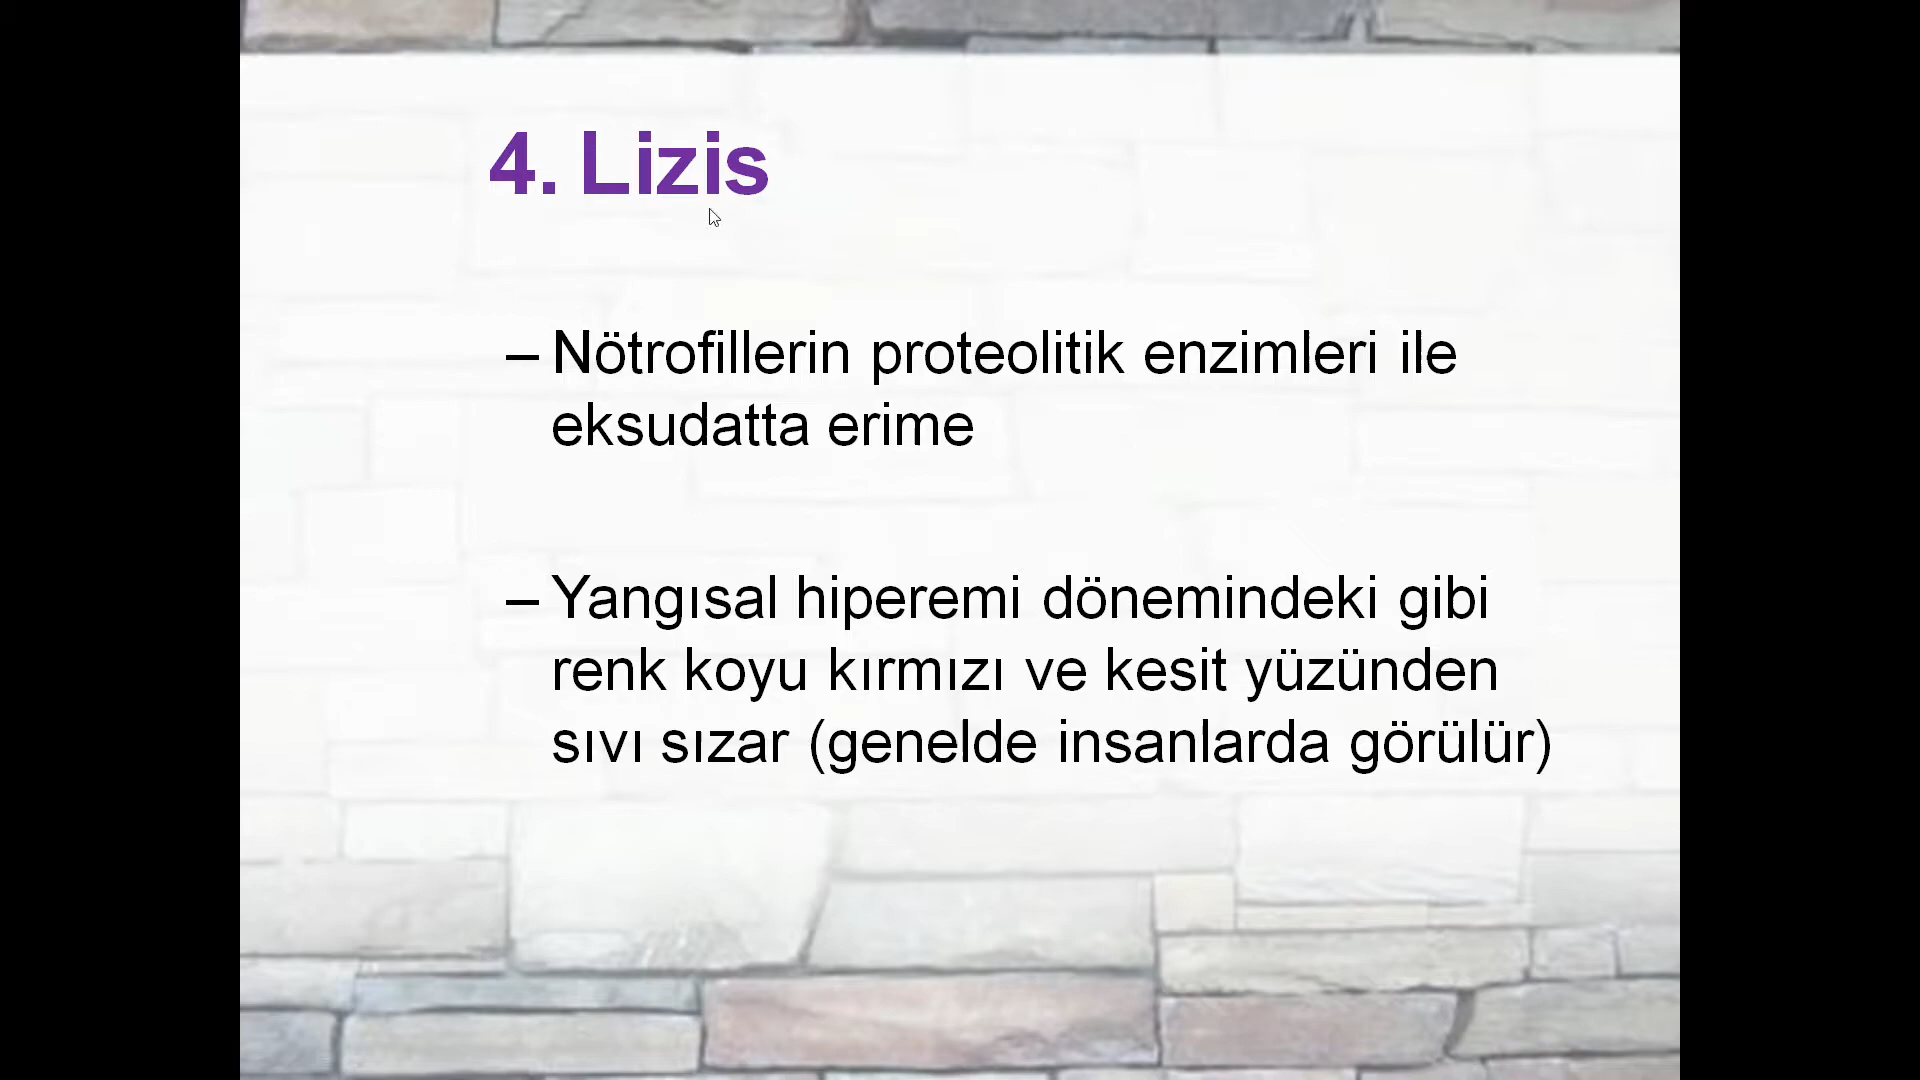 4. Lizis
– Nötrofillerin proteolitik enzimleri ile
eksudatta erime
– Yangısal hiperemi dönemindeki gibi
renk koyu kırmızı ve kesit yüzünden
sıvı sızar (genelde insanlarda görülür)